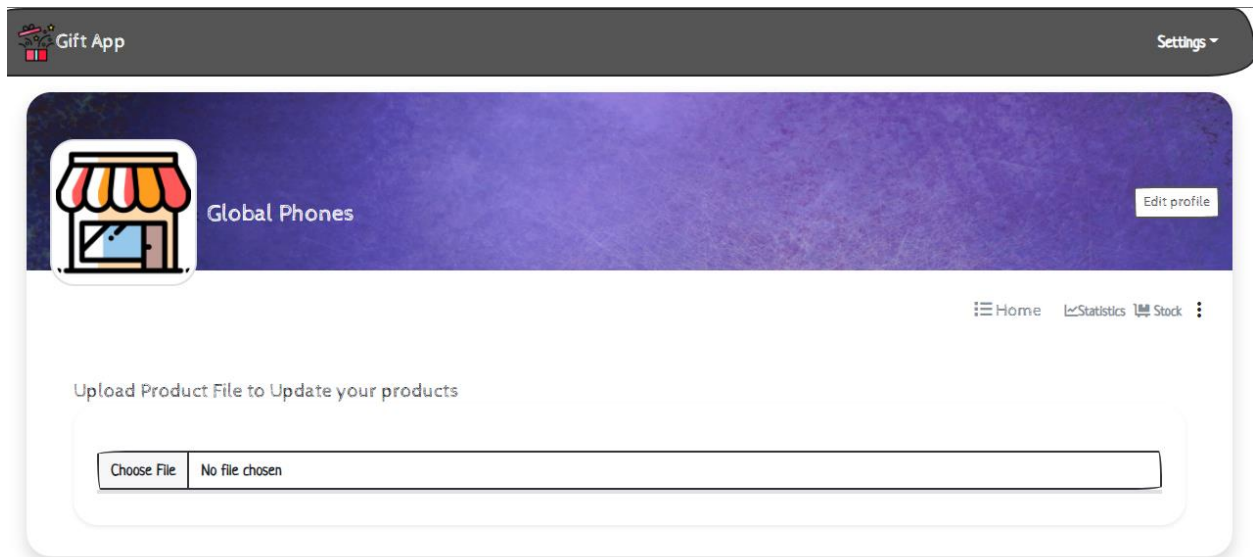 Gift App
Settings
Global Phones
Edit profile
Home Statistics Stock
Upload Product File to Update your products
Choose File No file chosen